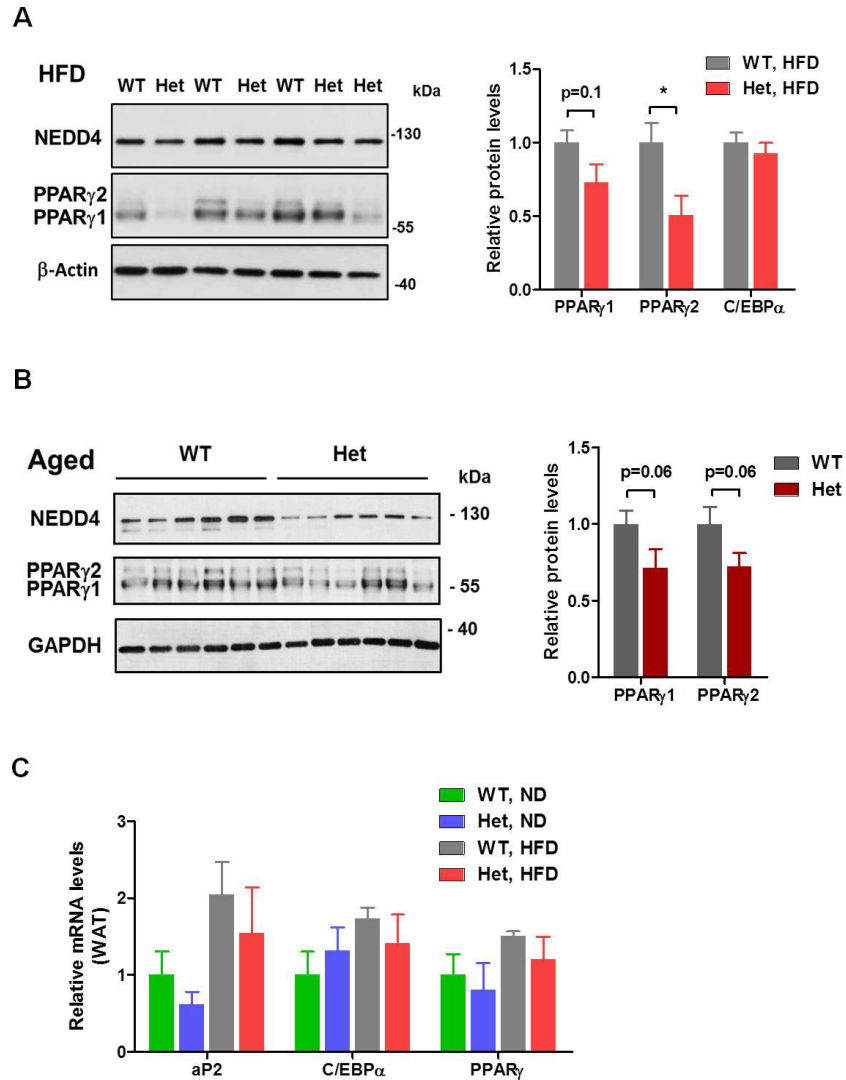 A
HFD
WT Het WT Het WT Het Het
kDa
NEDD4
-130
PPARγ2
PPARγ1
-55
β-Actin
-40
Relative protein levels
1.5
1.0
0.5
0.0
p=0.1
*
WT, HFD
Het, HFD
PPARγ1 PPARγ2 C/EBPα
B
Aged
WT Het
kDa
NEDD4
- 130
PPARγ2
PPARγ1
- 55
GAPDH
- 40
Relative protein levels
1.5
1.0
0.5
0.0
p=0.06 p=0.06
WT
Het
PPARγ1 PPARγ2
C
WT, ND
Het, ND
WT, HFD
Het, HFD
Relative mRNA levels
(WAT)
3
2
1
0
aP2 C/EBPα PPARγ